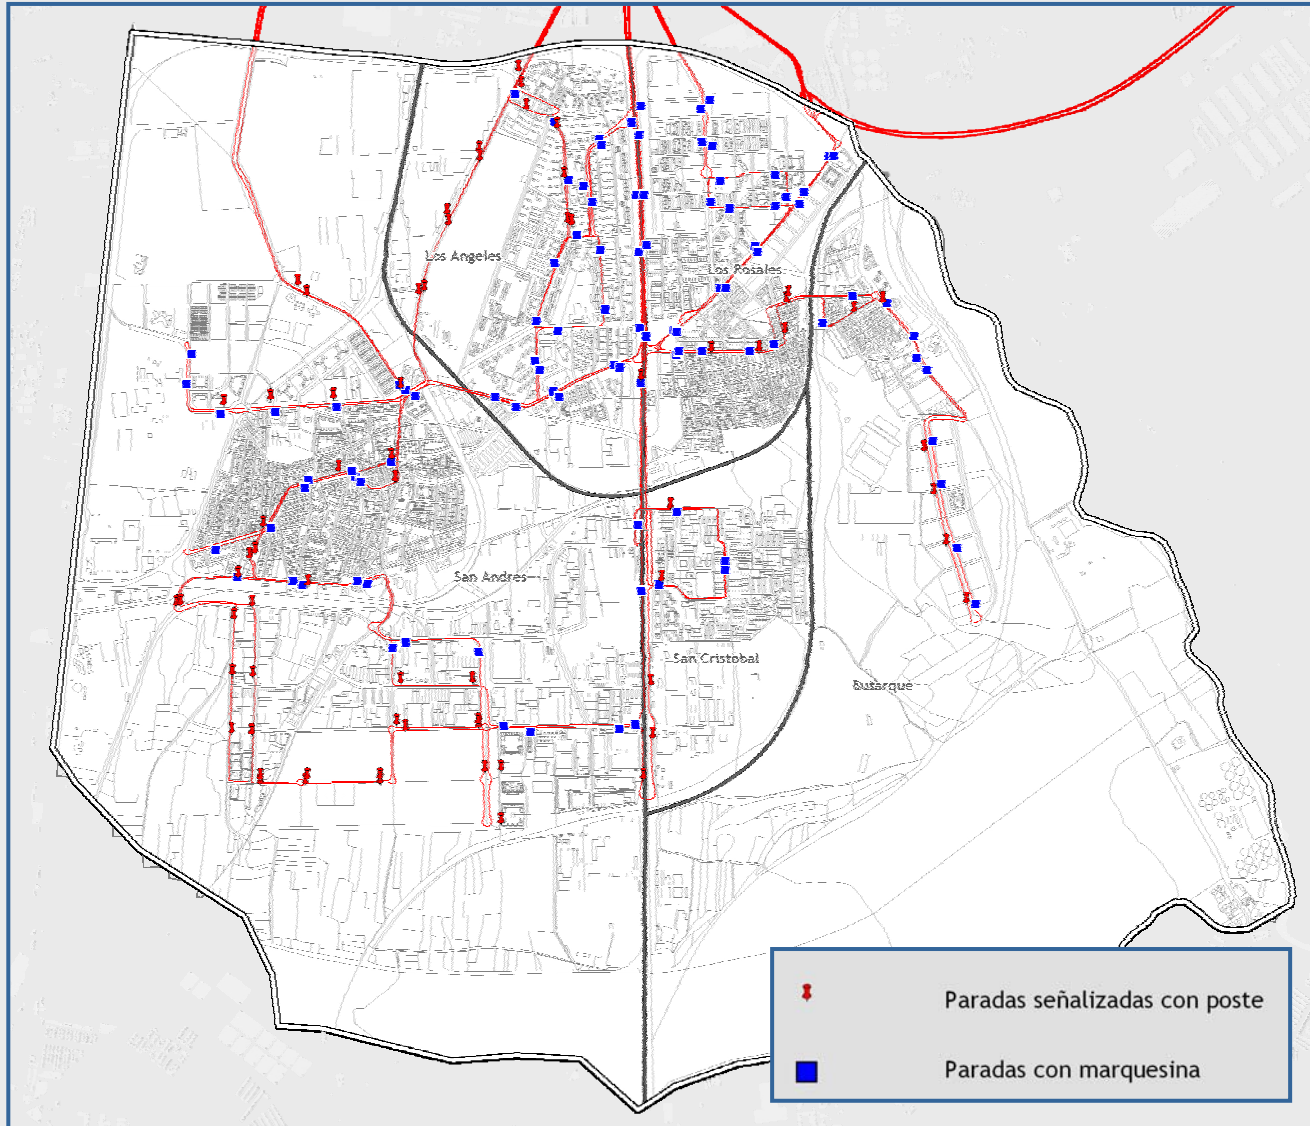 Los Angeles
Los Rosales
San Andres
San Cristobal
Butarque
Paradas señalizadas con poste
Paradas con marquesina